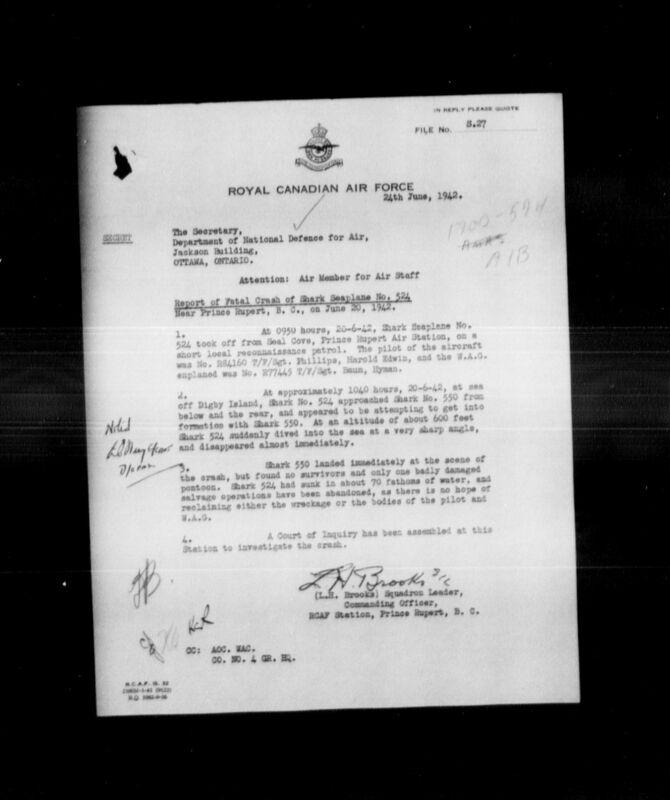 IN REPLY PLEASE QUOTE
FILE No. S.27
ROYAL CANADIAN AIR FORCE
24th June, 1942.
1700-524
AMAS
AIB
SECRET
The Secretary,
Department of National Defence for Air,
Jackson Building,
OTTAWA, ONTARIO.
Attention: Air Member for Air Staff
Report of Fatal Crash of Shark Seaplane No. 524
Near Prince Rupert, B. C., on June 20, 1942.
1. At 0950 hours, 20-6-42, Shark Seaplane No.
524 took off from Seal Cove, Prince Rupert Air Station, on a
short local reconnaissance patrol. The pilot of the aircraft
was No. R84160 T/F/Sgt. Phillips, Harold Edwin, and the W.A.G.
enplaned was No. R77445 T/F/Sgt. Baun, Hyman.
2. At approximately 1040 hours, 20-6-42, at sea
off Digby Island, Shark No. 524 approached Shark No. 550 from
below and the rear, and appeared to be attempting to get into
formation with Shark 550. At an altitude of about 600 feet
Shark 524 suddenly dived into the sea at a very sharp angle,
and disappeared almost immediately.
Noted
3. Shark 550 landed immediately at the scene of
the crash, but found no survivors and only one badly damaged
pontoon. Shark 524 had sunk in about 70 fathoms of water, and
salvage operations have been abandoned, as there is no hope of
reclaiming either the wreckage or the bodies of the pilot and
W.A.G.
4. A Court of Inquiry has been assembled at this
Station to investigate the crash.
L. H. Brooks S/L
(L.H. Brooks) Squadron Leader,
Commanding Officer,
RCAF Station, Prince Rupert, B. C.
CC: AOC. WAC.
CO. NO. 4 GR. HQ.
R.C.A.F. G. 32